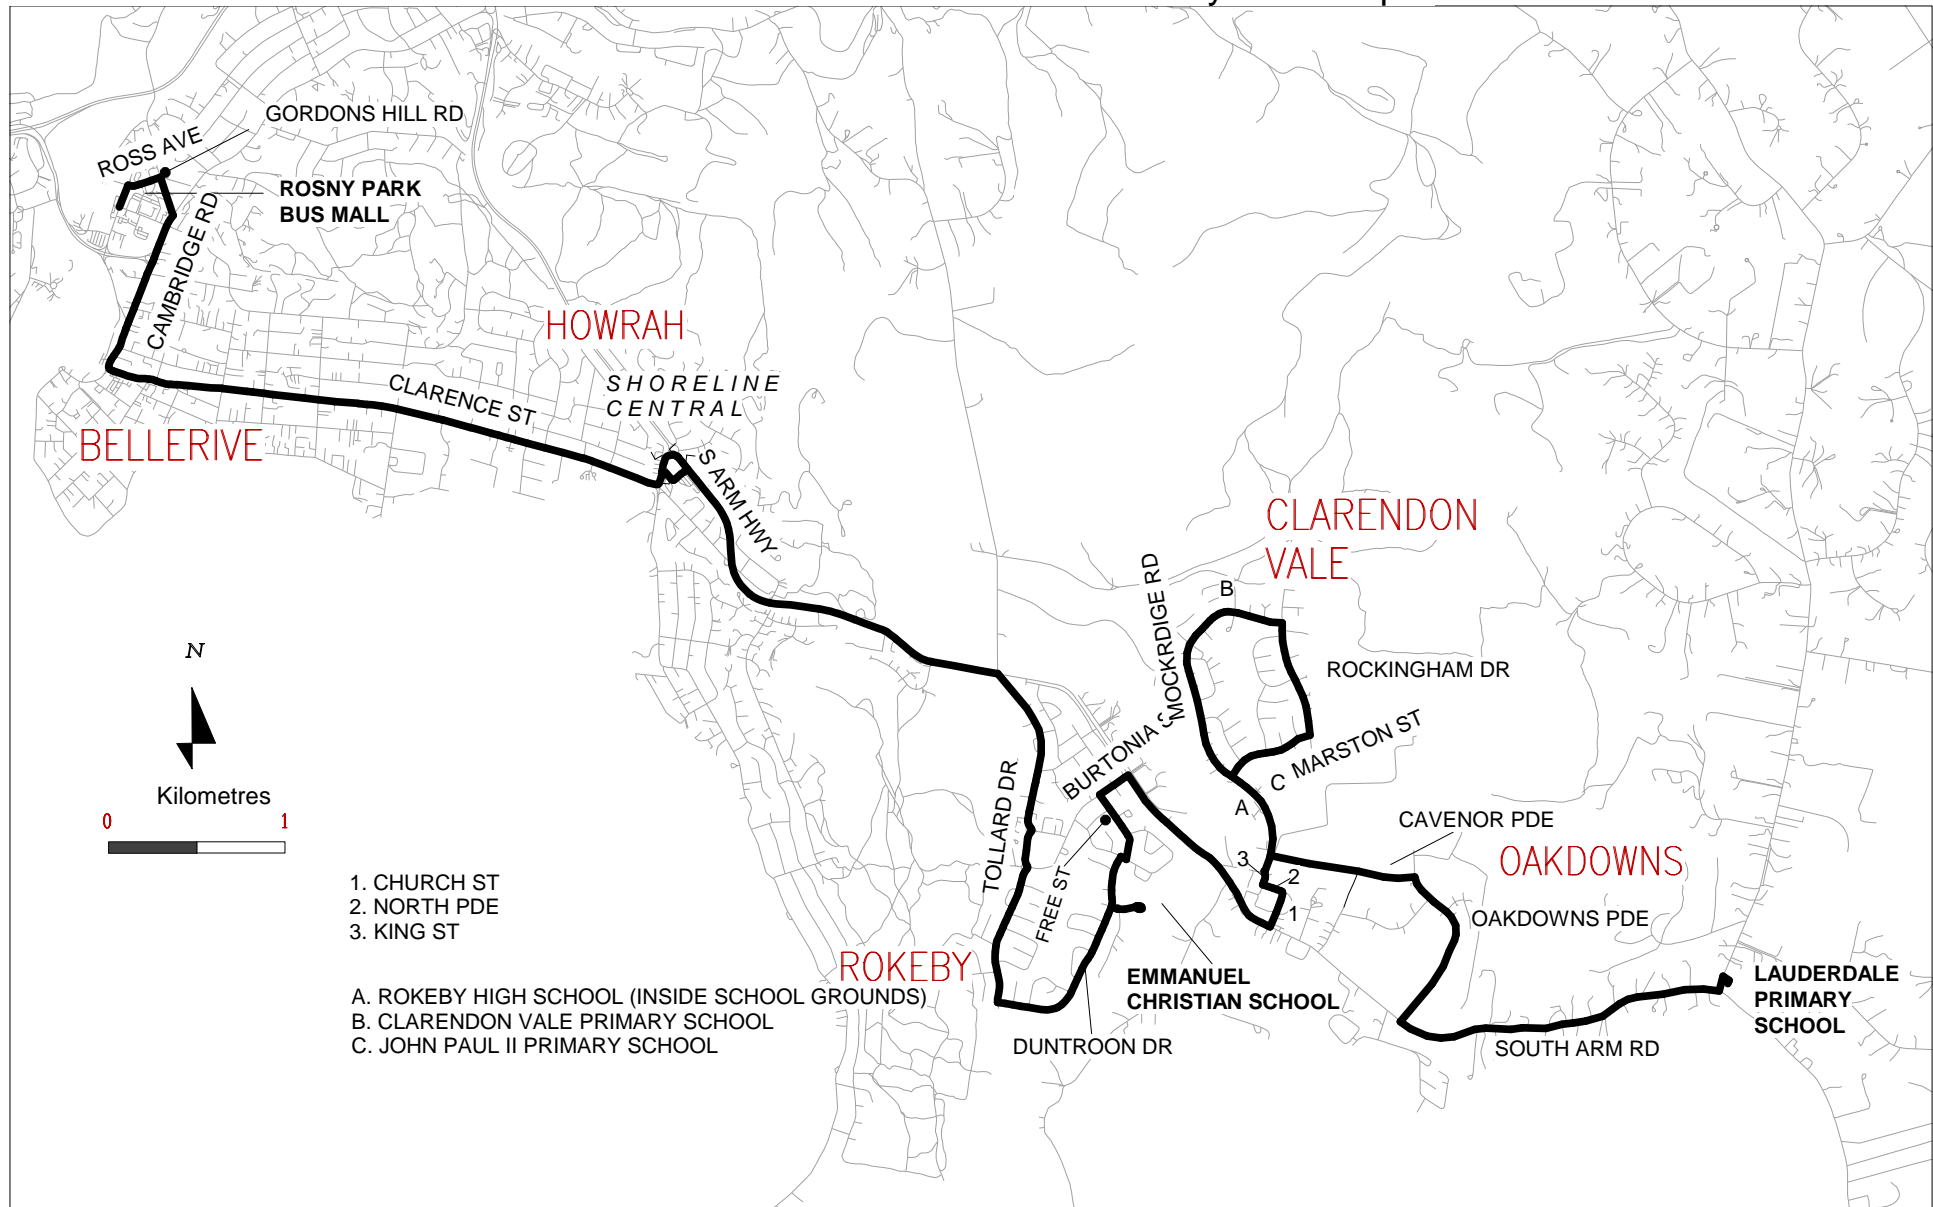 GORDONS HILL RD
ROSS AVE
ROSNY PARK
BUS MALL
CAMBRIDGE RD
HOWRAH
SHORELINE
CENTRAL
CLARENCE ST
BELLERIVE
S ARM HWY
CLARENDON
VALE
MOCKRDIGE RD
B
ROCKINGHAM DR
N
BURTONIA
MARSTON ST
C
A
Kilometres
0 1
TOLLARD DR
CAVENOR PDE
OAKDOWNS
3
2
1
FREE ST
OAKDOWNS PDE
1. CHURCH ST
2. NORTH PDE
3. KING ST
ROKEBY
EMMANUEL
CHRISTIAN SCHOOL
LAUDERDALE
PRIMARY
SCHOOL
A. ROKEBY HIGH SCHOOL (INSIDE SCHOOL GROUNDS)
B. CLARENDON VALE PRIMARY SCHOOL
C. JOHN PAUL II PRIMARY SCHOOL
DUNTROON DR
SOUTH ARM RD